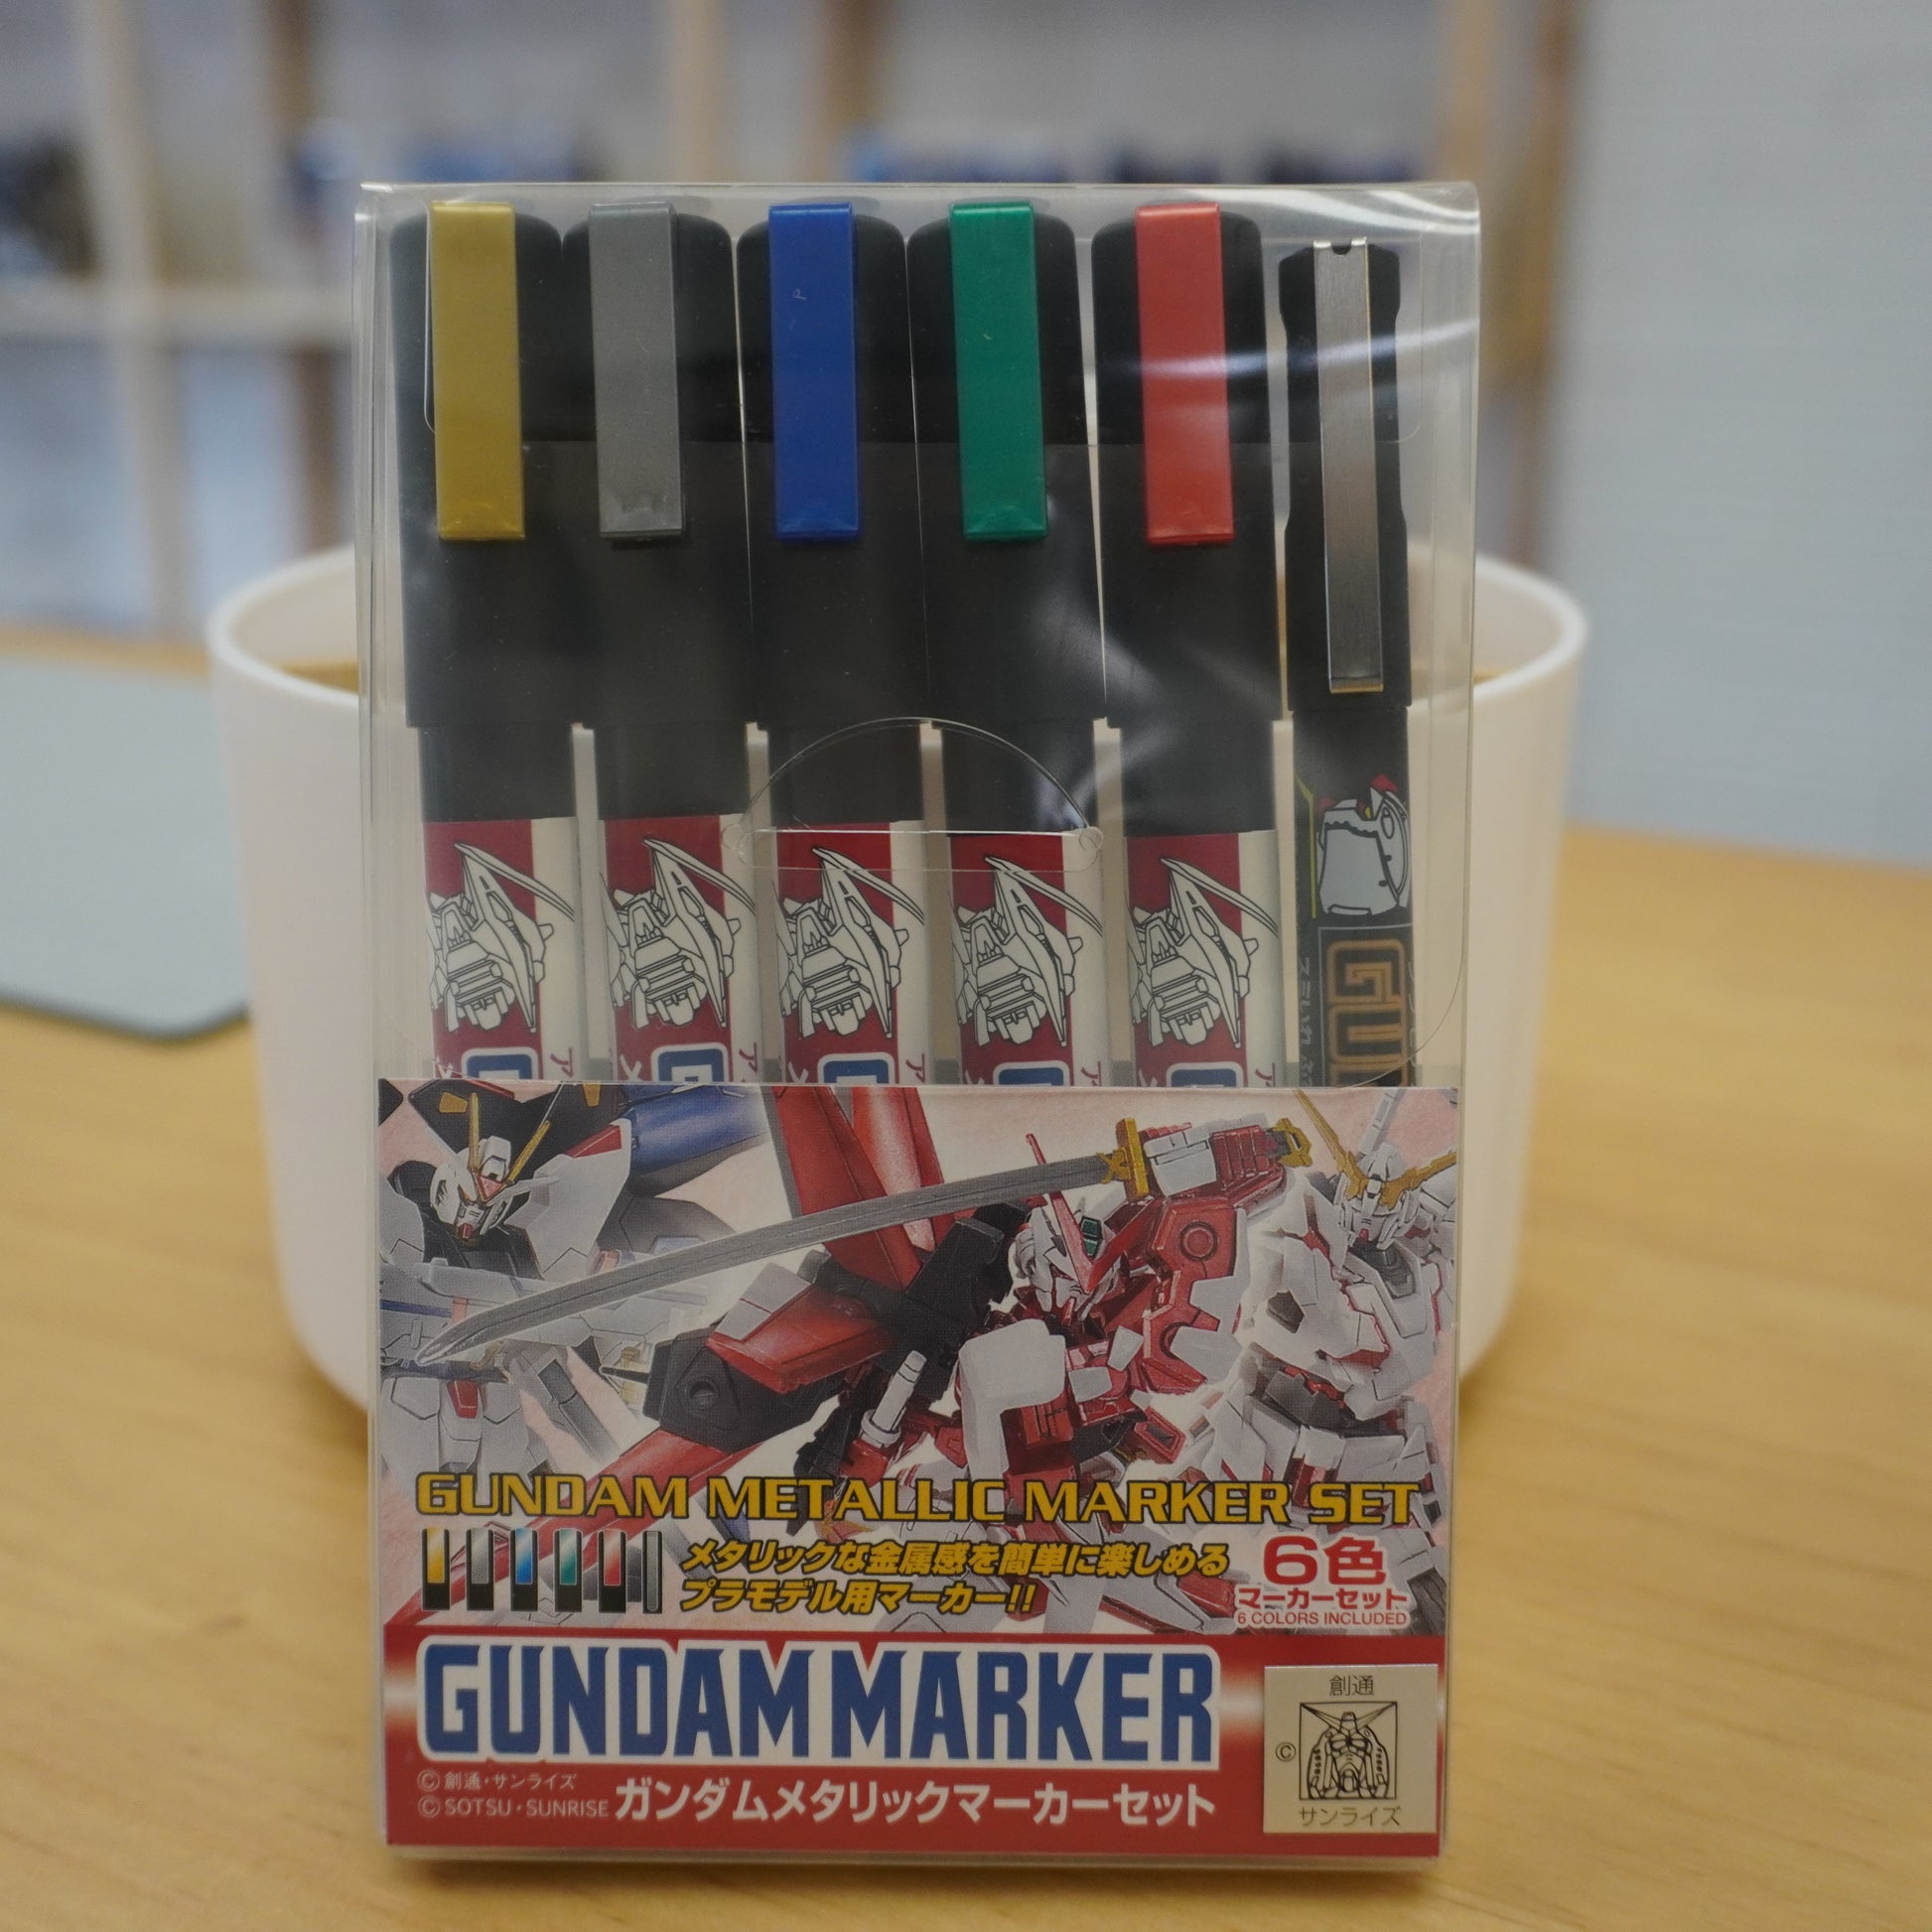 GU
GUNDAM METALLIC MARKER SET
メタリックな金属感を簡単に楽しめる
プラモデル用マーカー!!
6色
マーカーセット
6 COLORS INCLUDED
GUNDAM MARKER
©創通・サンライズ
©SOTSU・SUNRISE
ガンダムメタリックマーカーセット
創通
©
サンライズ